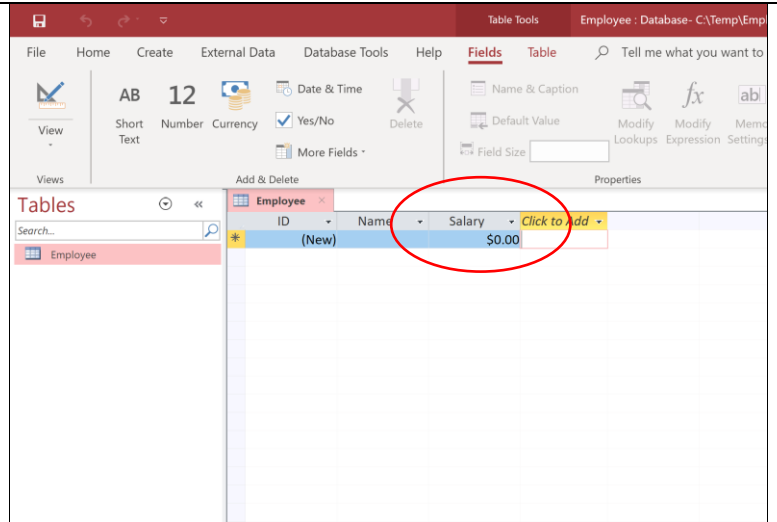 Table Tools Employee : Database- C:\Temp\Empl
File Home Create External Data Database Tools Help Fields Table Tell me what you want to
AB 12 Date & Time Name & Caption fx ab
View Short Text Number Currency Yes/No Delete Default Value Modify Lookups Modify Expression Memo Settings
More Fields Field Size
Views Add & Delete Properties
Tables « Employee ×
Search... ID Name Salary Click to Add
* (New) $0.00
Employee